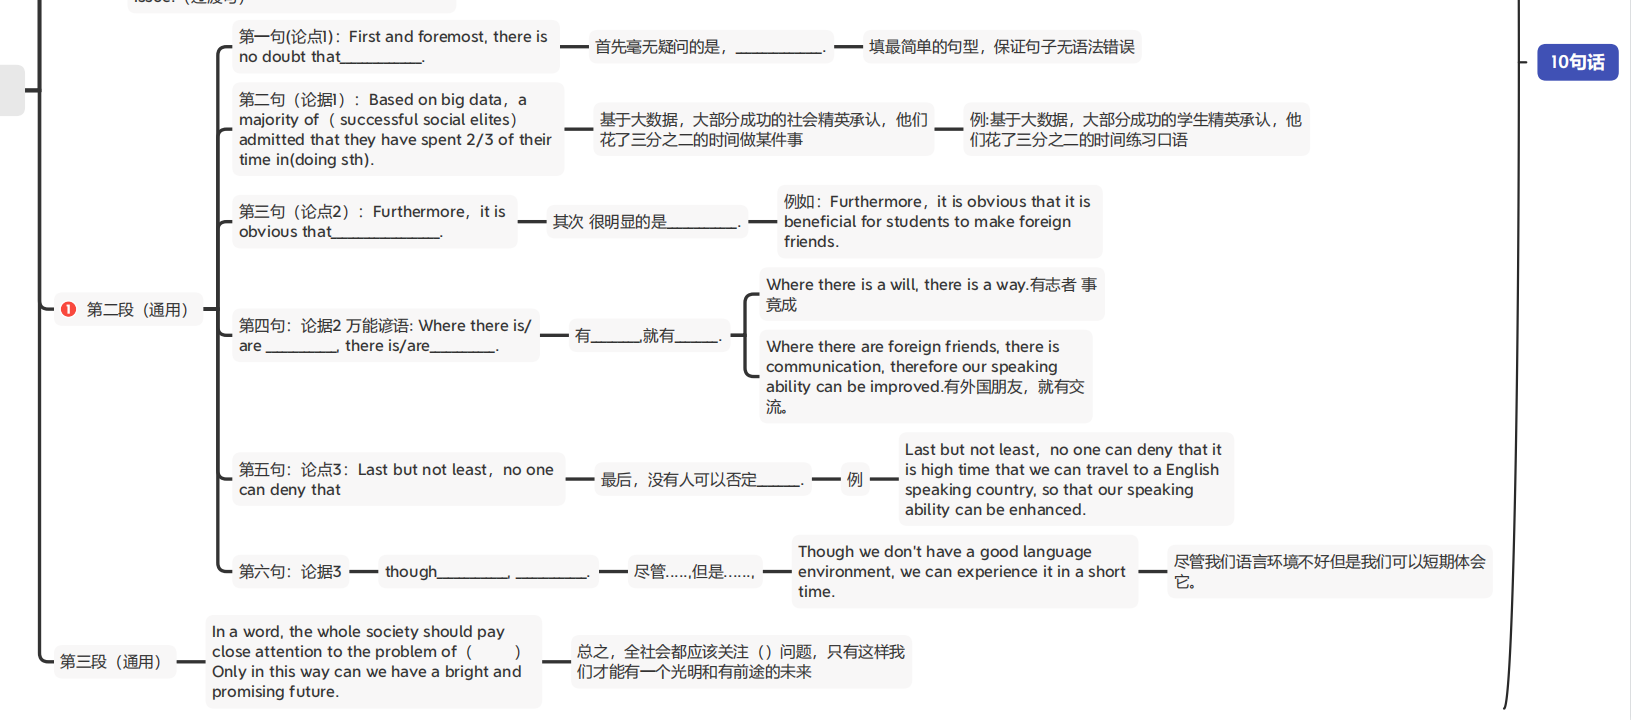 issue.（过渡句）
第一句(论点1)：First and foremost, there is
no doubt that__________.
首先毫无疑问的是，___________.
填最简单的句型，保证句子无语法错误
10句话
第二句（论据1）：Based on big data，a
majority of（ successful social elites）
admitted that they have spent 2/3 of their
time in(doing sth).
基于大数据，大部分成功的社会精英承认，他们
花了三分之二的时间做某件事
例:基于大数据，大部分成功的学生精英承认，他
们花了三分之二的时间练习口语
第三句（论点2）：Furthermore，it is
obvious that______________.
其次 很明显的是_________.
例如：Furthermore，it is obvious that it is
beneficial for students to make foreign
friends.
1 第二段（通用）
第四句：论据2 万能谚语: Where there is/
are _________, there is/are________.
有______,就有_____.
Where there is a will, there is a way.有志者 事
竟成
Where there are foreign friends, there is
communication, therefore our speaking
ability can be improved.有外国朋友，就有交
流。
第五句：论点3：Last but not least，no one
can deny that
最后，没有人可以否定_____.
例
Last but not least，no one can deny that it
is high time that we can travel to a English
speaking country, so that our speaking
ability can be enhanced.
第六句：论据3
though_________, _________.
尽管.....,但是......,
Though we don't have a good language
environment, we can experience it in a short
time.
尽管我们语言环境不好但是我们可以短期体会
它。
第三段（通用）
In a word, the whole society should pay
close attention to the problem of（ ）
Only in this way can we have a bright and
promising future.
总之，全社会都应该关注（）问题，只有这样我
们才能有一个光明和有前途的未来